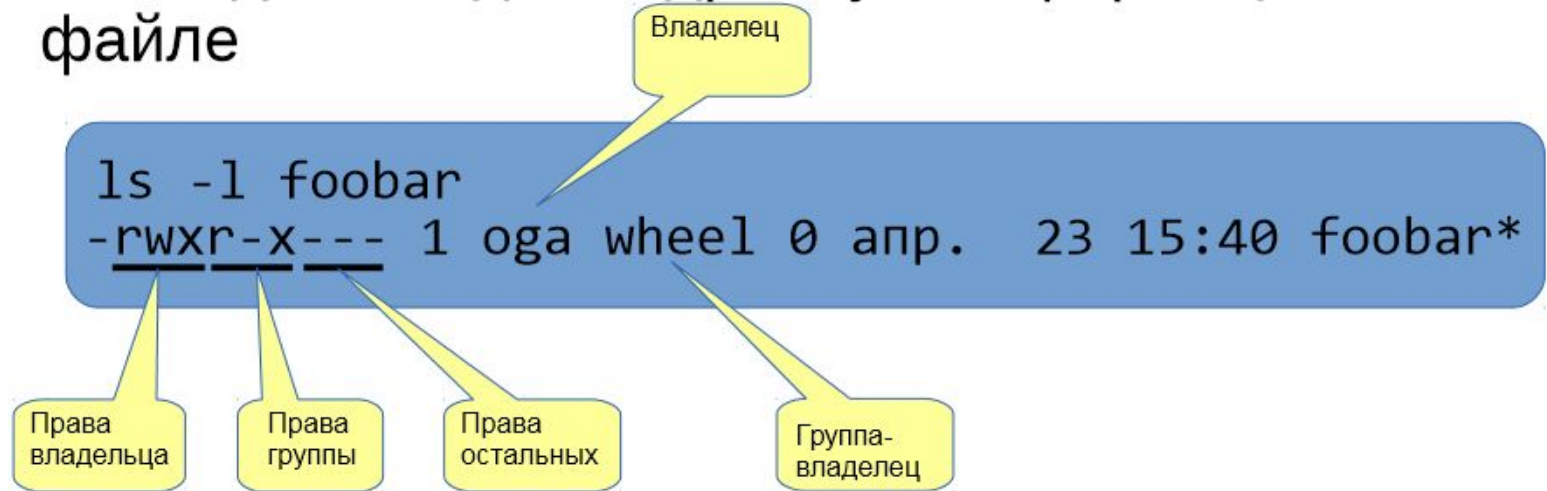 файле
Владелец
ls -l foobar
-rwxr-x--- 1 oga wheel 0 апр.  23 15:40 foobar*
Права
владельца
Права
группы
Права
остальных
Группа-
владелец